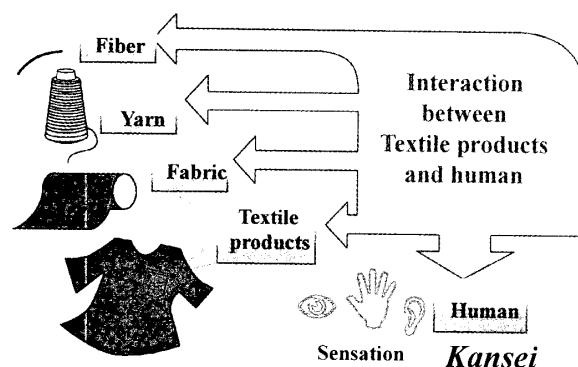 Fiber
Yarn
Fabric
Textile
products
Interaction
between
Textile products
and human
Human
Sensation
Kansei